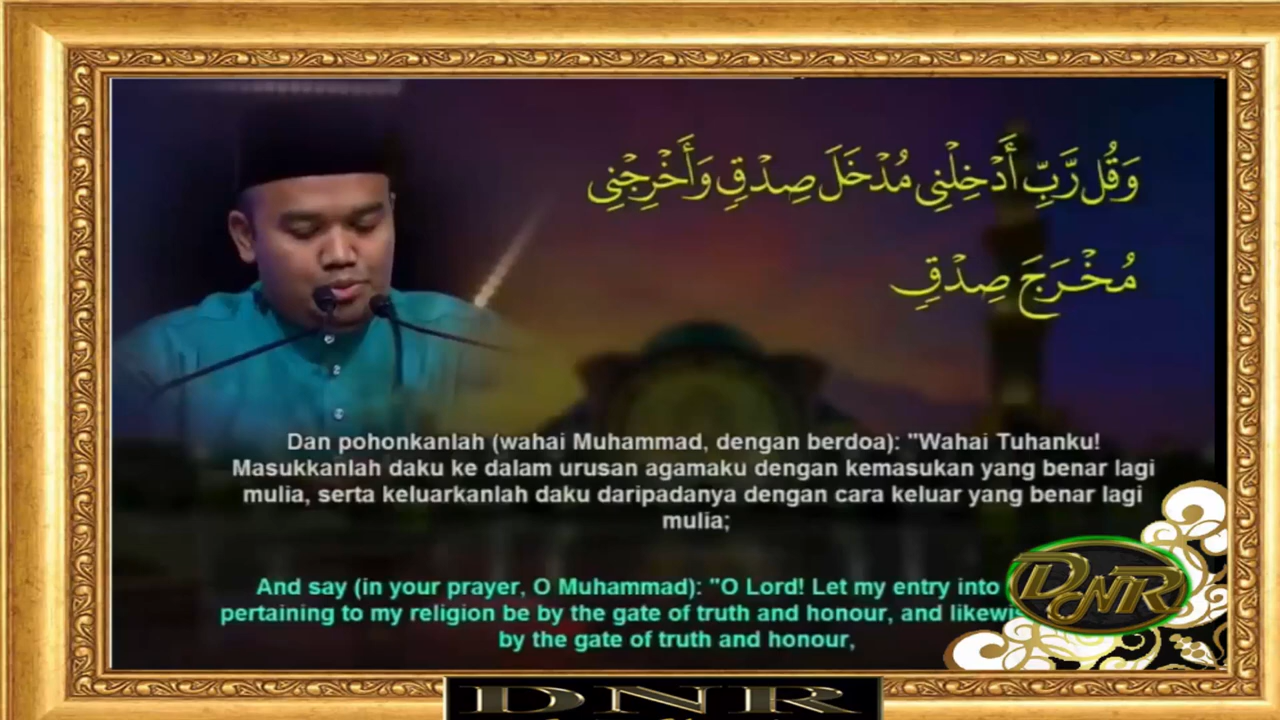 وَقُل رَّبِّ أَدْخِلْنِى مُدْخَلَ صِدْقٍ وَأَخْرِجْنِى
مُخْرَجَ صِدْقٍ
Dan pohonkanlah (wahai Muhammad, dengan berdoa): "Wahai Tuhanku!
Masukkanlah daku ke dalam urusan agamaku dengan kemasukan yang benar lagi
mulia, serta keluarkanlah daku daripadanya dengan cara keluar yang benar lagi
mulia;
And say (in your prayer, O Muhammad): "O Lord! Let my entry into
pertaining to my religion be by the gate of truth and honour, and
by the gate of truth and honour,
DNR
DNR